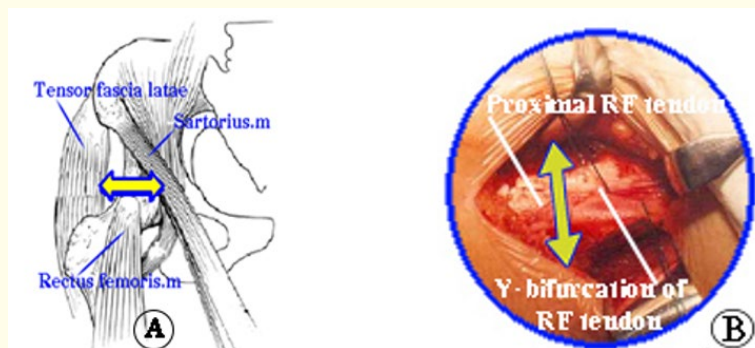 Tensor fascia latae
Sartorius.m
Rectus femoris.m
A
Proximal RF tendon
Y-bifurcation of
RF tendon
B